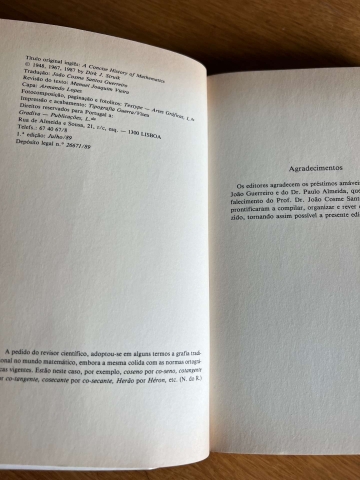 Título original inglês: A Concise History of Mathematics
© 1948, 1967, 1987 by Dirk J. Struik
Tradução: João Cosme Santos Guerreiro
Revisão do texto: Manuel Joaquim Vieira
Capa: Armando Lopes
Fotocomposição, paginação e fotolitos: Textype — Artes Gráficas, L.da
Impressão e acabamento: Tipografia Guerra/Viseu
Direitos reservados para Portugal a:
Gradiva — Publicações, L.da
Rua de Almeida e Sousa, 21, r/c, esq. — 1300 LISBOA
Telefs.: 67 40 67/8
1.ª edição: Julho/89
Depósito legal n.º 26671/89
A pedido do revisor científico, adoptou-se em alguns termos a grafia tradi-
onal no mundo matemático, embora a mesma colida com as normas ortográ-
cas vigentes. Estão neste caso, por exemplo, coseno por co-seno, cotangente
or co-tangente, cosecante por co-secante, Herão por Héron, etc. (N. do R.)
Agradecimentos
Os editores agradecem os préstimos amáveis
João Guerreiro e do Dr. Paulo Almeida, que
falecimento do Prof. Dr. João Cosme Sant
prontificaram a compilar, organizar e rever o
zido, tornando assim possível a presente edi